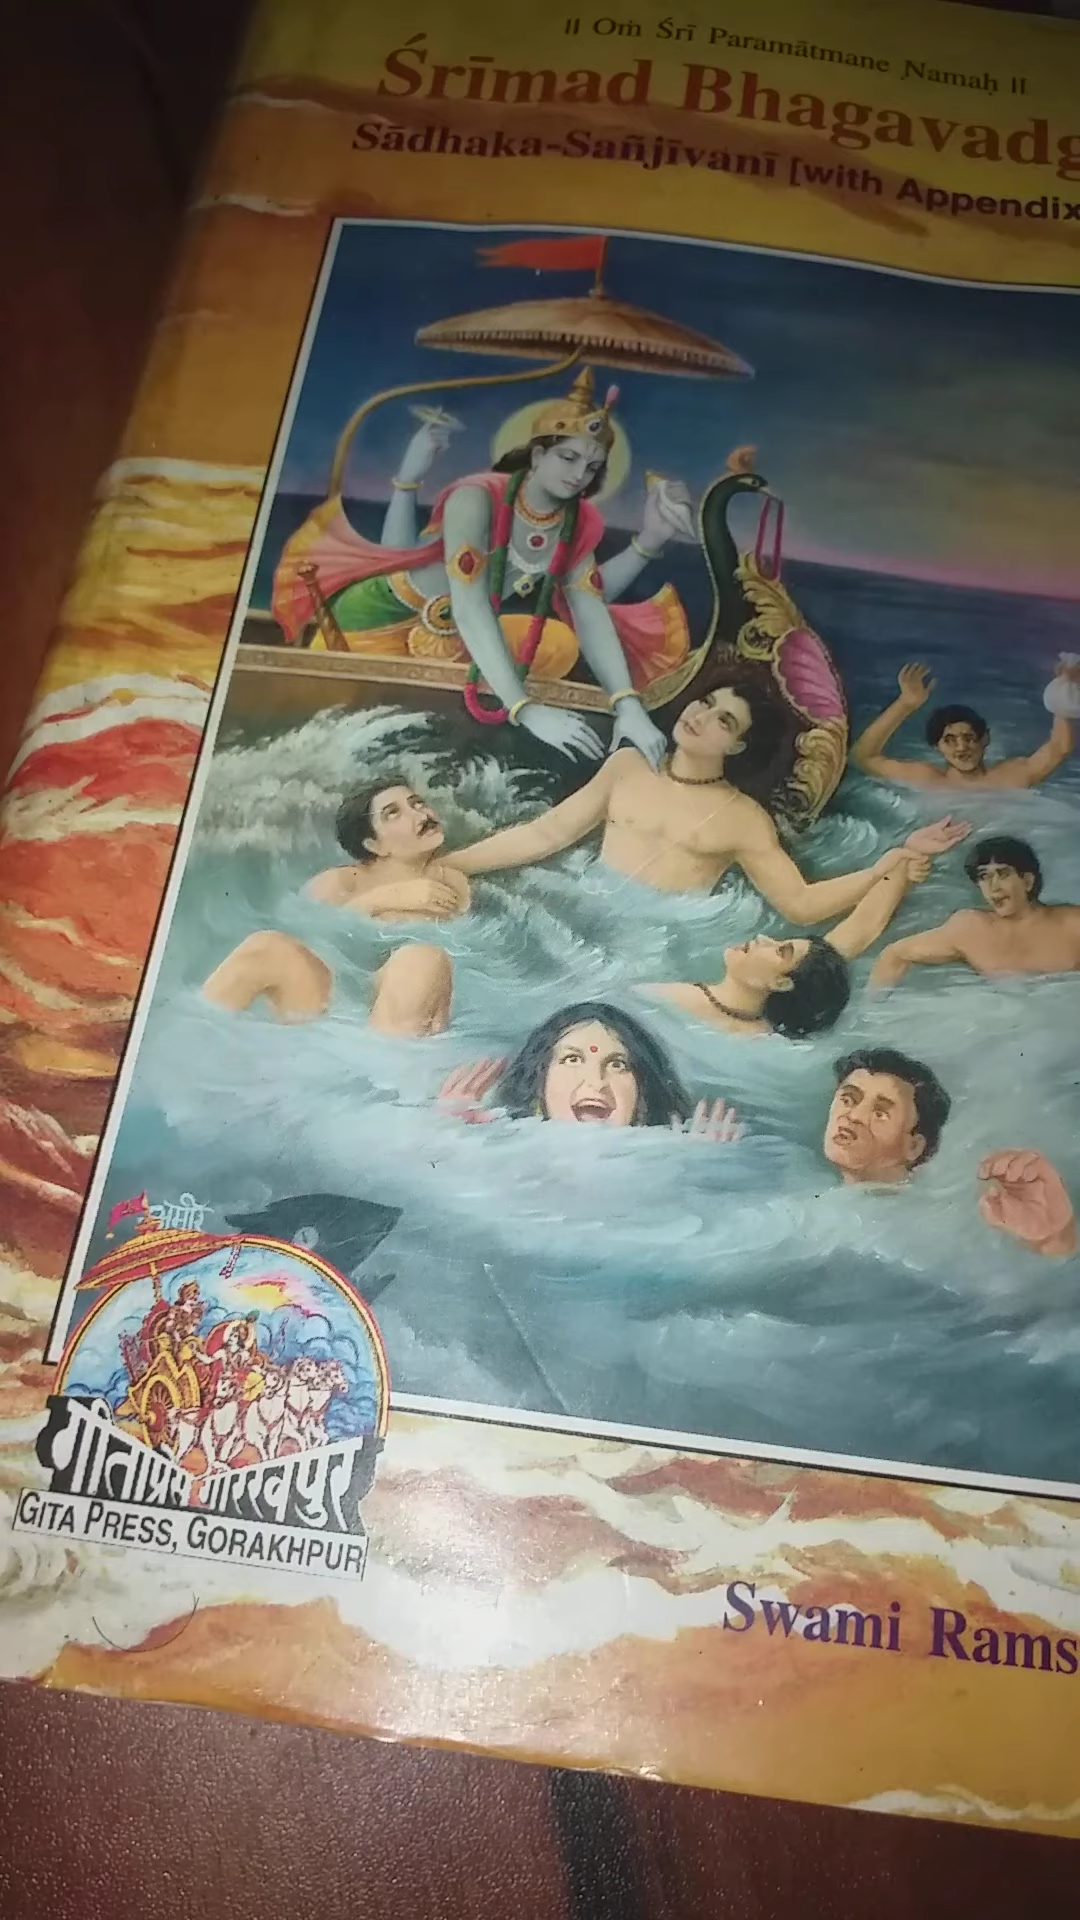 ॥ Oṁ Śrī Paramātmane Namaḥ ॥
Śrīmad Bhagavadg
Sādhaka-Sañjīvanī [with Appendix
गीताप्रेस गोरखपुर
GITA PRESS, GORAKHPUR
Swami Rams